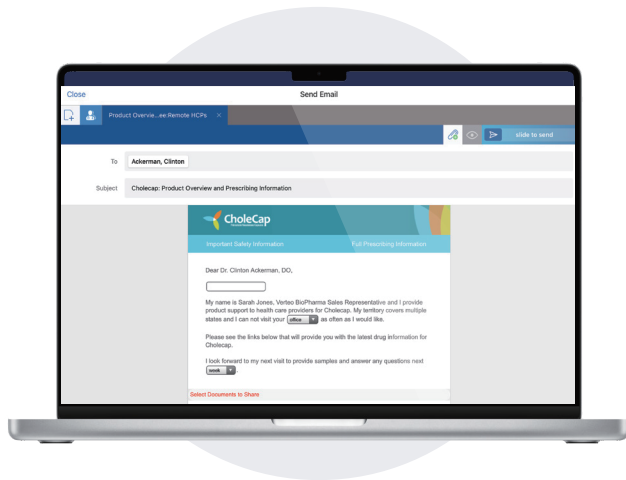 Close
Send Email
Product Overvie...ee:Remote HCPs
slide to send
To
Ackerman, Clinton
Subject
Cholecap: Product Overview and Prescribing Information
CholeCap
Important Safety Information
Full Prescribing Information
Dear Dr. Clinton Ackerman, DO,
My name is Sarah Jones, Verteo BioPharma Sales Representative and I provide
product support to health care providers for Cholecap. My territory covers multiple
states and I can not visit your office as often as I would like.
Please see the links below that will provide you with the latest drug information for
Cholecap.
I look forward to my next visit to provide samples and answer any questions next
week .
Select Documents to Share